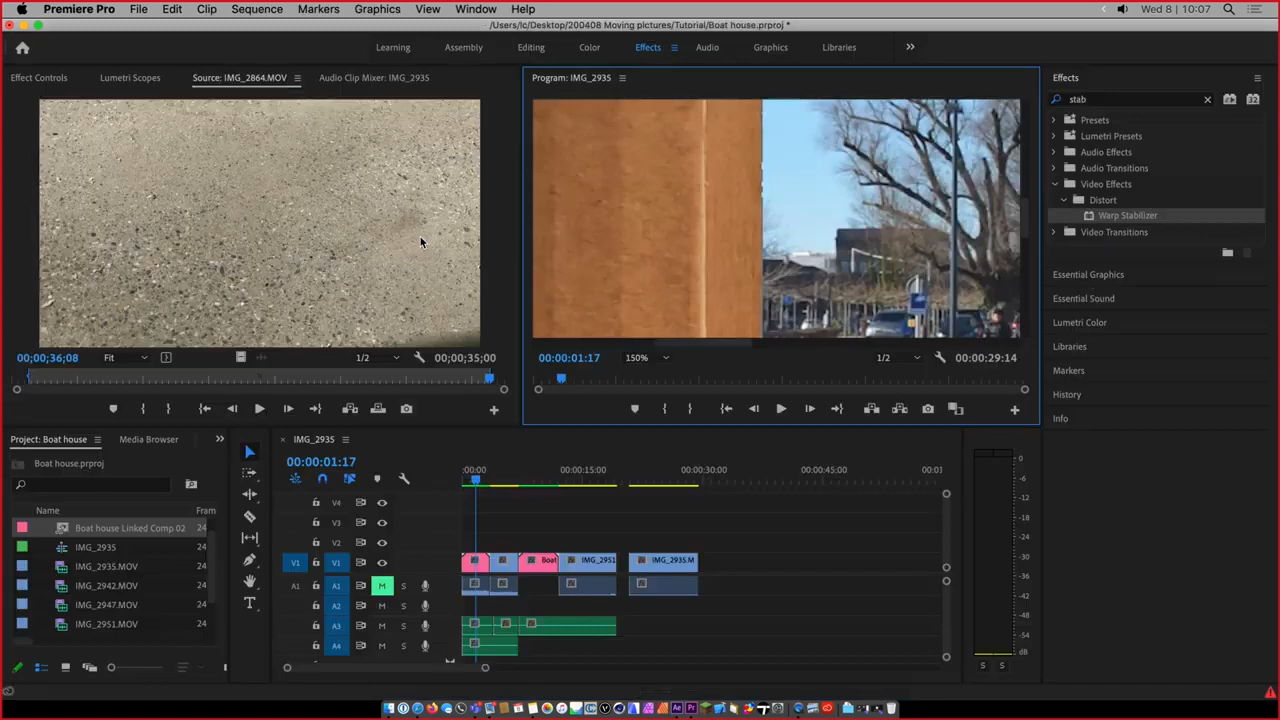 Premiere Pro File Edit Clip Sequence Markers Graphics View Window Help Wed 8 | 10:07
/Users/lc/Desktop/200408 Moving pictures/Tutorial/Boat house.prproj *
Learning Assembly Editing Color Effects Audio Graphics Libraries
Effect Controls Lumetri Scopes Source: IMG_2864.MOV Audio Clip Mixer: IMG_2935
Program: IMG_2935
Effects
stab
Presets
Lumetri Presets
Audio Effects
Audio Transitions
Video Effects
Distort
Warp Stabilizer
Video Transitions
Essential Graphics
Essential Sound
Lumetri Color
Libraries
Markers
History
Info
00;00;36;08 Fit 1/2 00;00;35;00
00:00:01:17 150% 1/2 00:00:29:14
Project: Boat house Media Browser
Boat house.prproj
Name Fram
Boat house Linked Comp 02 24
IMG_2935 24
IMG_2935.MOV 24
IMG_2942.MOV 24
IMG_2947.MOV 24
IMG_2951.MOV 24
IMG_2935
00:00:01:17
:00:00 00:00:15:00 00:00:30:00 00:00:45:00 00:01
V4
V3
V2
V1 V1 Boat IMG_2951 IMG_2935.M
A1 A1 M S
A2 M S
A3 M S
A4 M S
0
-6
-12
-18
-24
-30
-36
-42
-48
-54
dB
S S